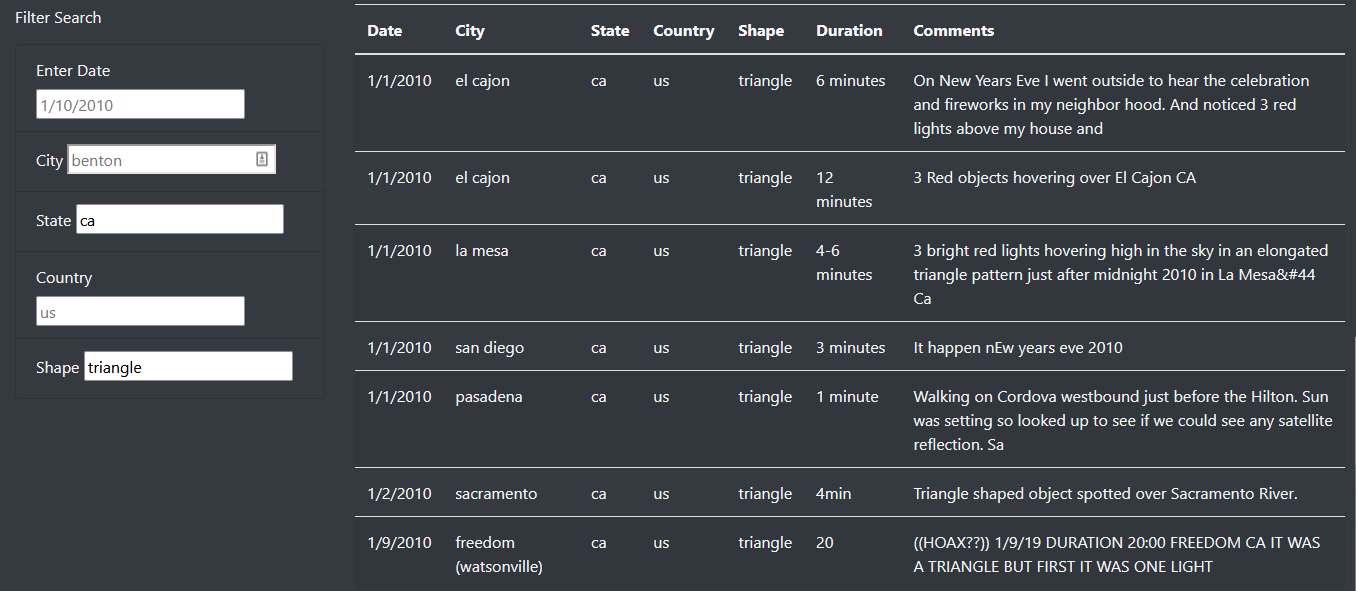 Filter Search
Enter Date
1/10/2010
City benton
State ca
Country
us
Shape triangle
Date City State Country Shape Duration Comments
1/1/2010 el cajon ca us triangle 6 minutes On New Years Eve I went outside to hear the celebration
and fireworks in my neighbor hood. And noticed 3 red
lights above my house and
1/1/2010 el cajon ca us triangle 12 3 Red objects hovering over El Cajon CA
minutes
1/1/2010 la mesa ca us triangle 4-6 3 bright red lights hovering high in the sky in an elongated
minutes triangle pattern just after midnight 2010 in La Mesa&#44
Ca
1/1/2010 san diego ca us triangle 3 minutes It happen nEw years eve 2010
1/1/2010 pasadena ca us triangle 1 minute Walking on Cordova westbound just before the Hilton. Sun
was setting so looked up to see if we could see any satellite
reflection. Sa
1/2/2010 sacramento ca us triangle 4min Triangle shaped object spotted over Sacramento River.
1/9/2010 freedom ca us triangle 20 ((HOAX??)) 1/9/19 DURATION 20:00 FREEDOM CA IT WAS
(watsonville) A TRIANGLE BUT FIRST IT WAS ONE LIGHT